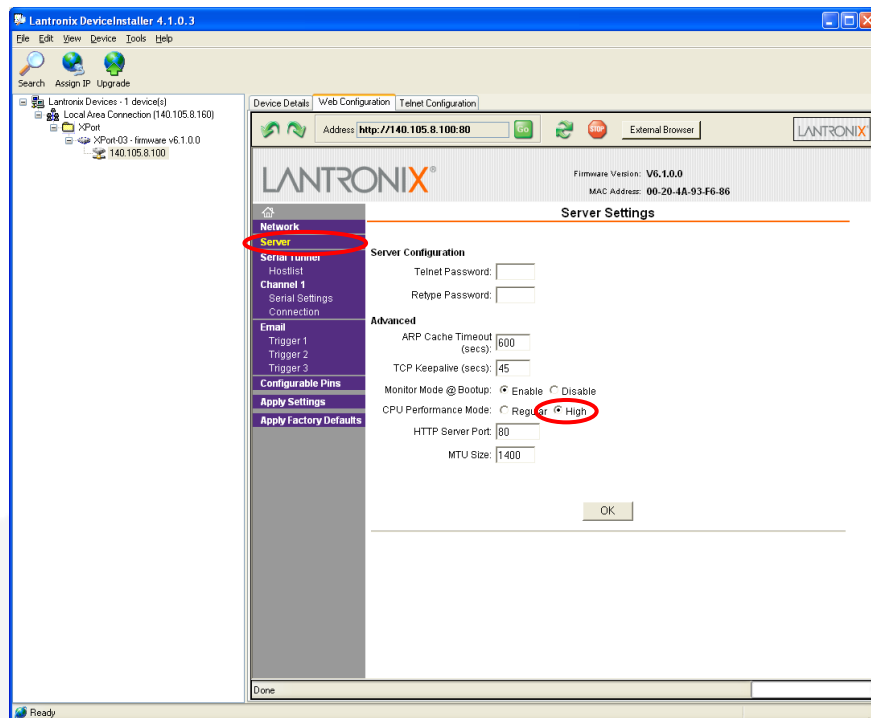 Lantronix DeviceInstaller 4.1.0.3
File Edit View Device Tools Help
Search Assign IP Upgrade
Lantronix Devices - 1 device(s)
Local Area Connection (140.105.8.160)
XPort
XPort-03 - firmware v6.1.0.0
140.105.8.100
Device Details Web Configuration Telnet Configuration
Address http://140.105.8.100:80 Go STOP External Browser LANTRONIX®
LANTRONIX®
Firmware Version: V6.1.0.0
MAC Address: 00-20-4A-93-F6-86
Network
Server
Serial Tunnel
Hostlist
Channel 1
Serial Settings
Connection
Email
Trigger 1
Trigger 2
Trigger 3
Configurable Pins
Apply Settings
Apply Factory Defaults
Server Settings
Server Configuration
Telnet Password:
Retype Password:
Advanced
ARP Cache Timeout (secs): 600
TCP Keepalive (secs): 45
Monitor Mode @ Bootup: Enable Disable
CPU Performance Mode: Regular High
HTTP Server Port: 80
MTU Size: 1400
OK
Done
Ready